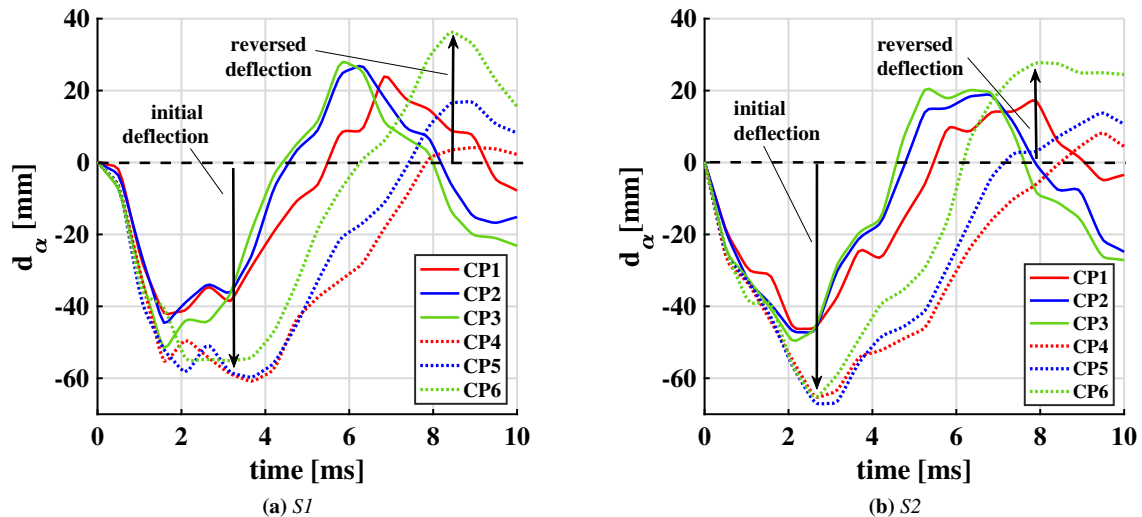 40
20
0
-20
-40
-60
d α [mm]
reversed
deflection
initial
deflection
CP1
CP2
CP3
CP4
CP5
CP6
0 2 4 6 8 10
time [ms]
(a) S1
40
20
0
-20
-40
-60
d α [mm]
reversed
deflection
initial
deflection
CP1
CP2
CP3
CP4
CP5
CP6
0 2 4 6 8 10
time [ms]
(b) S2